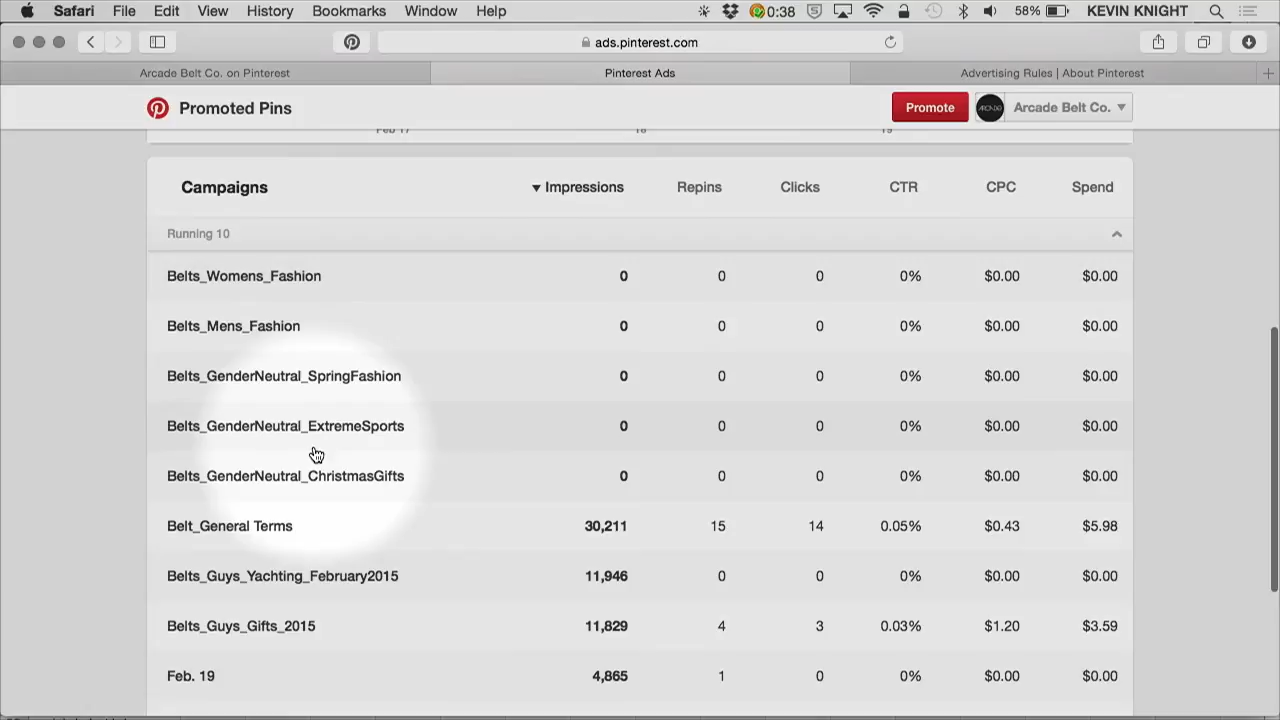 Safari File Edit View History Bookmarks Window Help 0:38 58% KEVIN KNIGHT
ads.pinterest.com
Arcade Belt Co. on Pinterest Pinterest Ads Advertising Rules | About Pinterest
Promoted Pins Promote ARCADE Arcade Belt Co.
Feb 17 18 19
Campaigns Impressions Repins Clicks CTR CPC Spend
Running 10
Belts_Womens_Fashion 0 0 0 0% $0.00 $0.00
Belts_Mens_Fashion 0 0 0 0% $0.00 $0.00
Belts_GenderNeutral_SpringFashion 0 0 0 0% $0.00 $0.00
Belts_GenderNeutral_ExtremeSports 0 0 0 0% $0.00 $0.00
Belts_GenderNeutral_ChristmasGifts 0 0 0 0% $0.00 $0.00
Belt_General Terms 30,211 15 14 0.05% $0.43 $5.98
Belts_Guys_Yachting_February2015 11,946 0 0 0% $0.00 $0.00
Belts_Guys_Gifts_2015 11,829 4 3 0.03% $1.20 $3.59
Feb. 19 4,865 1 0 0% $0.00 $0.00